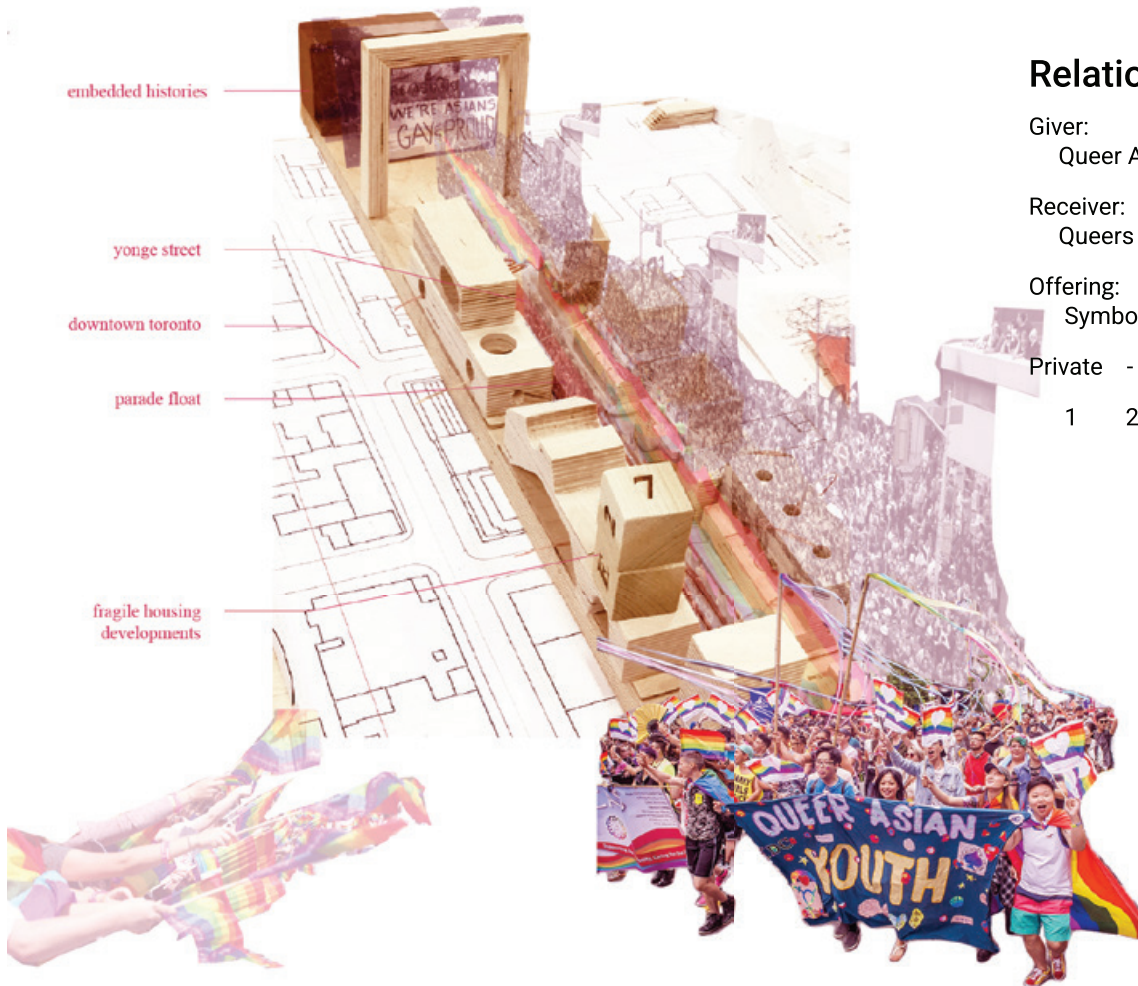 embedded histories
WE'RE ASIANS
GAY & PROUD
yonge street
downtown toronto
parade float
fragile housing
developments
Relatio
Giver:
Queer A
Receiver:
Queers
Offering:
Symbo
Private -
1 2
7
2
QUEER ASIAN
YOUTH